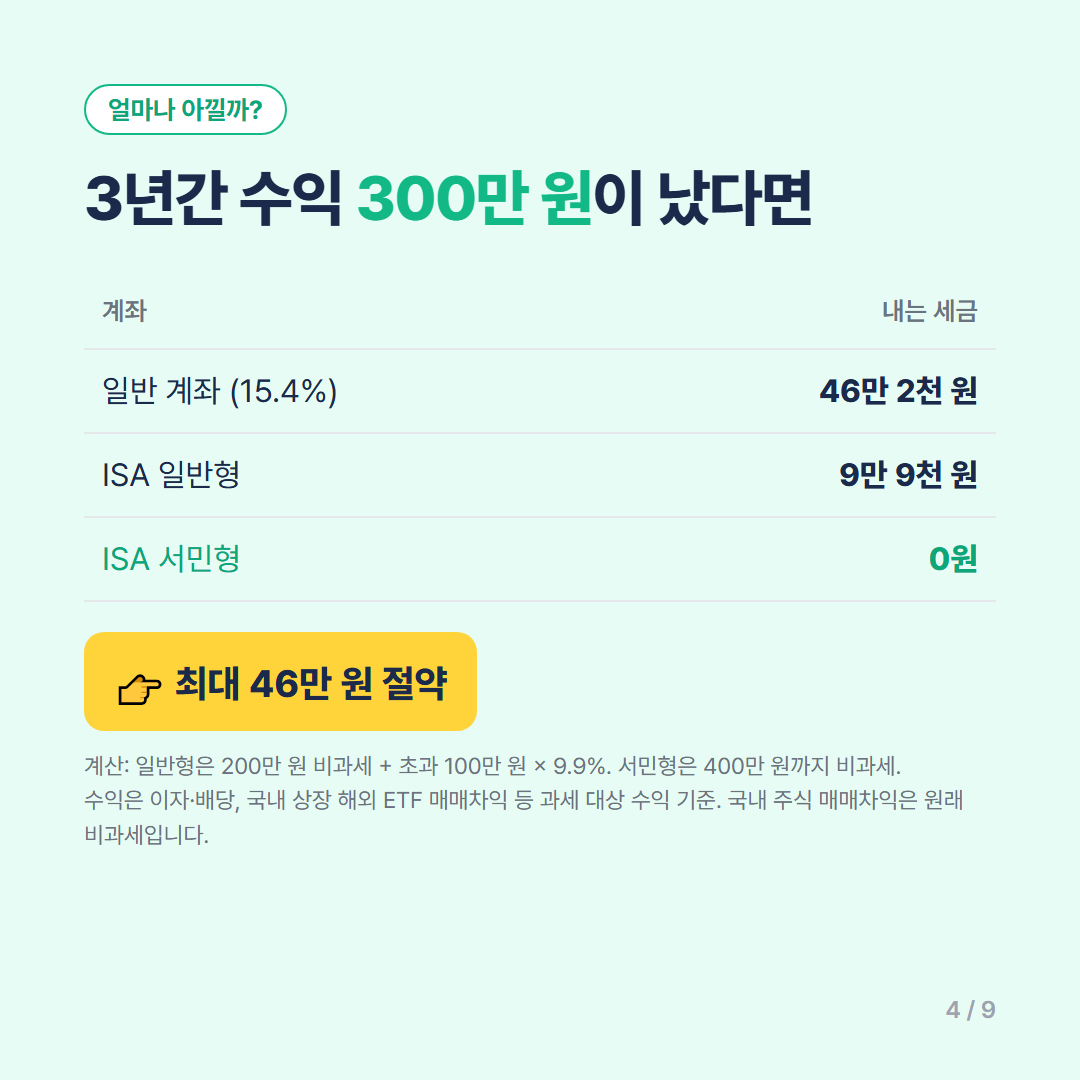 얼마나 아낄까?
3년간 수익 300만 원이 났다면
계좌 내는 세금
일반 계좌 (15.4%) 46만 2천 원
ISA 일반형 9만 9천 원
ISA 서민형 0원
👉 최대 46만 원 절약
계산: 일반형은 200만 원 비과세 + 초과 100만 원 × 9.9%. 서민형은 400만 원까지 비과세.
수익은 이자·배당, 국내 상장 해외 ETF 매매차익 등 과세 대상 수익 기준. 국내 주식 매매차익은 원래
비과세입니다.
4 / 9